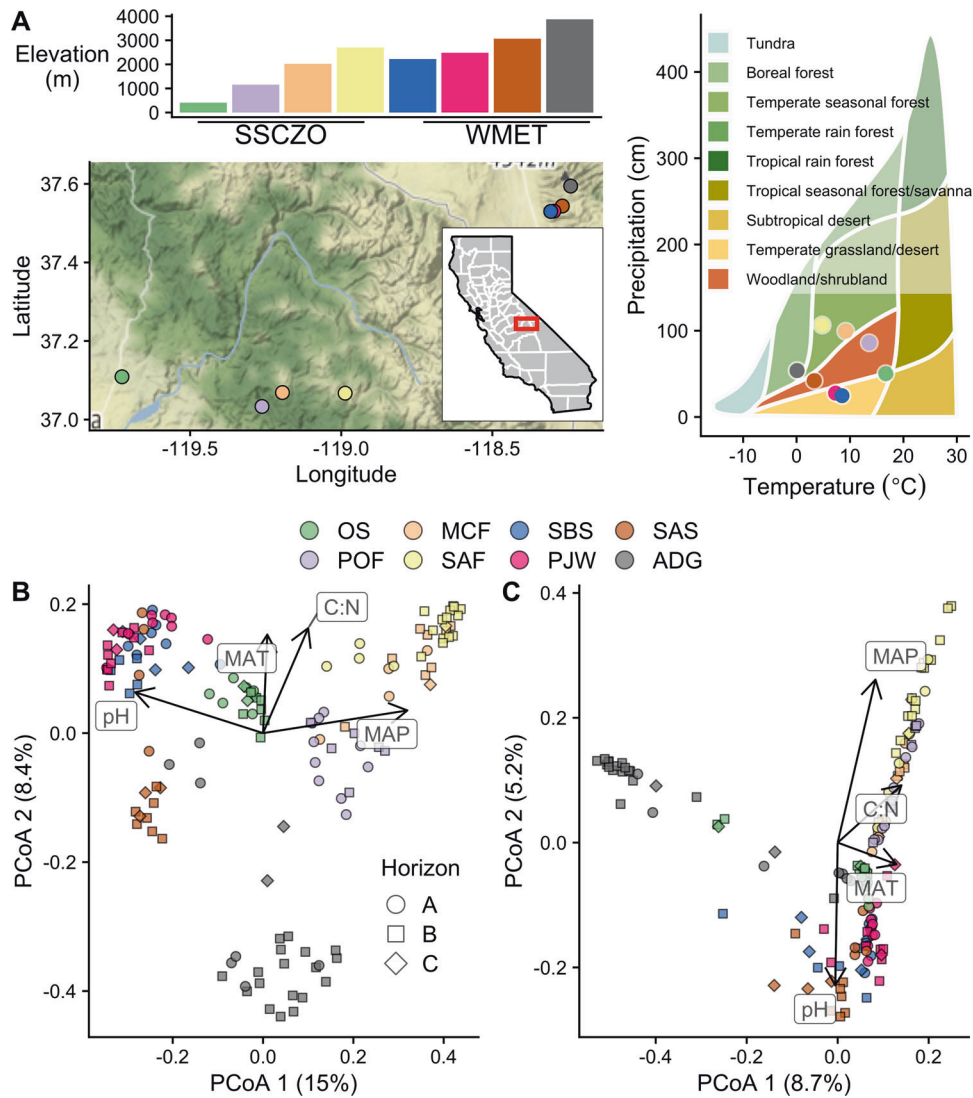 A
Elevation
(m)
4000
3000
2000
1000
0
SSCZO
WMET
37.6
37.4
37.2
37.0
Latitude
a
-119.5
-119.0
-118.5
Longitude
Precipitation (cm)
400
300
200
100
0
Tundra
Boreal forest
Temperate seasonal forest
Temperate rain forest
Tropical rain forest
Tropical seasonal forest/savanna
Subtropical desert
Temperate grassland/desert
Woodland/shrubland
-10
0
10
20
30
Temperature (°C)
OS
MCF
SBS
SAS
POF
SAF
PJW
ADG
B
0.2
0.0
-0.2
-0.4
PCoA 2 (8.4%)
C:N
MAT
pH
MAP
Horizon
A
B
C
-0.2
0.0
0.2
0.4
PCoA 1 (15%)
C
0.4
0.2
0.0
-0.2
PCoA 2 (5.2%)
MAP
C:N
MAT
pH
-0.4
-0.2
0.0
0.2
PCoA 1 (8.7%)